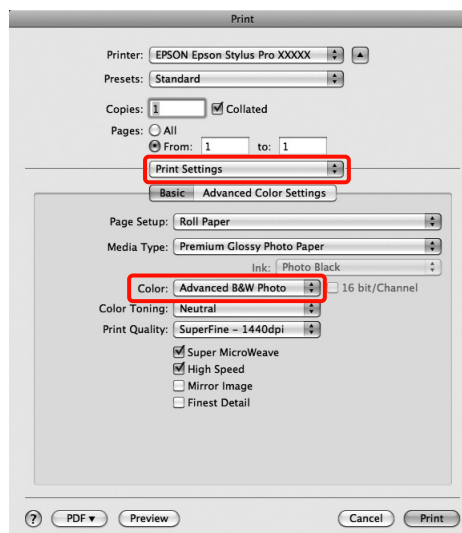 Print
Printer: EPSON Epson Stylus Pro XXXXX
Presets: Standard
Copies: 1 Collated
Pages: All
From: 1 to: 1
Print Settings
Basic Advanced Color Settings
Page Setup: Roll Paper
Media Type: Premium Glossy Photo Paper
Ink: Photo Black
Color: Advanced B&W Photo 16 bit/Channel
Color Toning: Neutral
Print Quality: SuperFine – 1440dpi
Super MicroWeave
High Speed
Mirror Image
Finest Detail
? PDF Preview Cancel Print